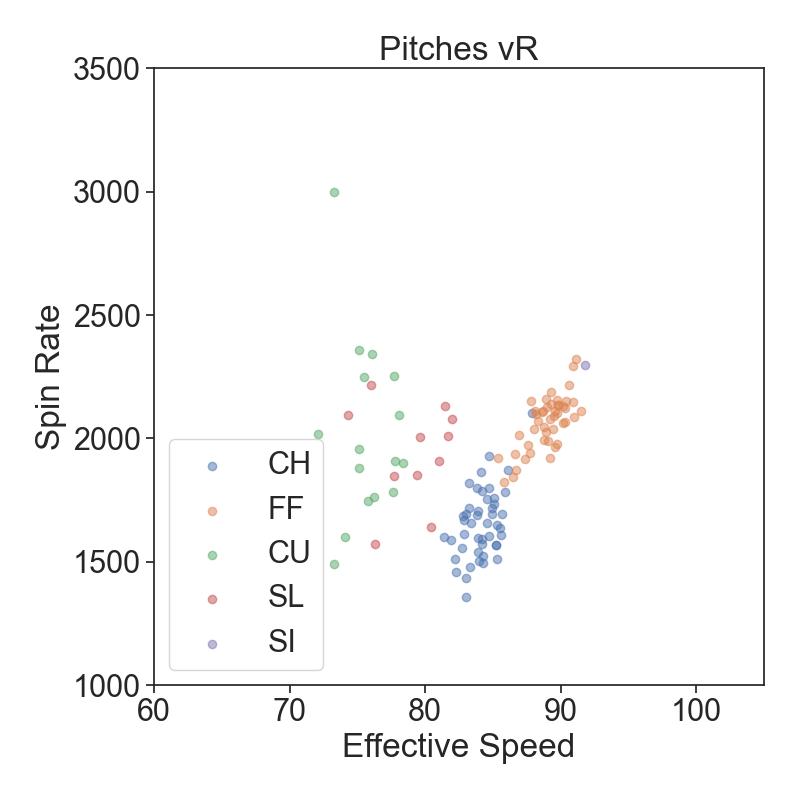 Pitches vR
3500
3000
2500
2000
1500
1000
Spin Rate
CH
FF
CU
SL
SI
60 70 80 90 100
Effective Speed